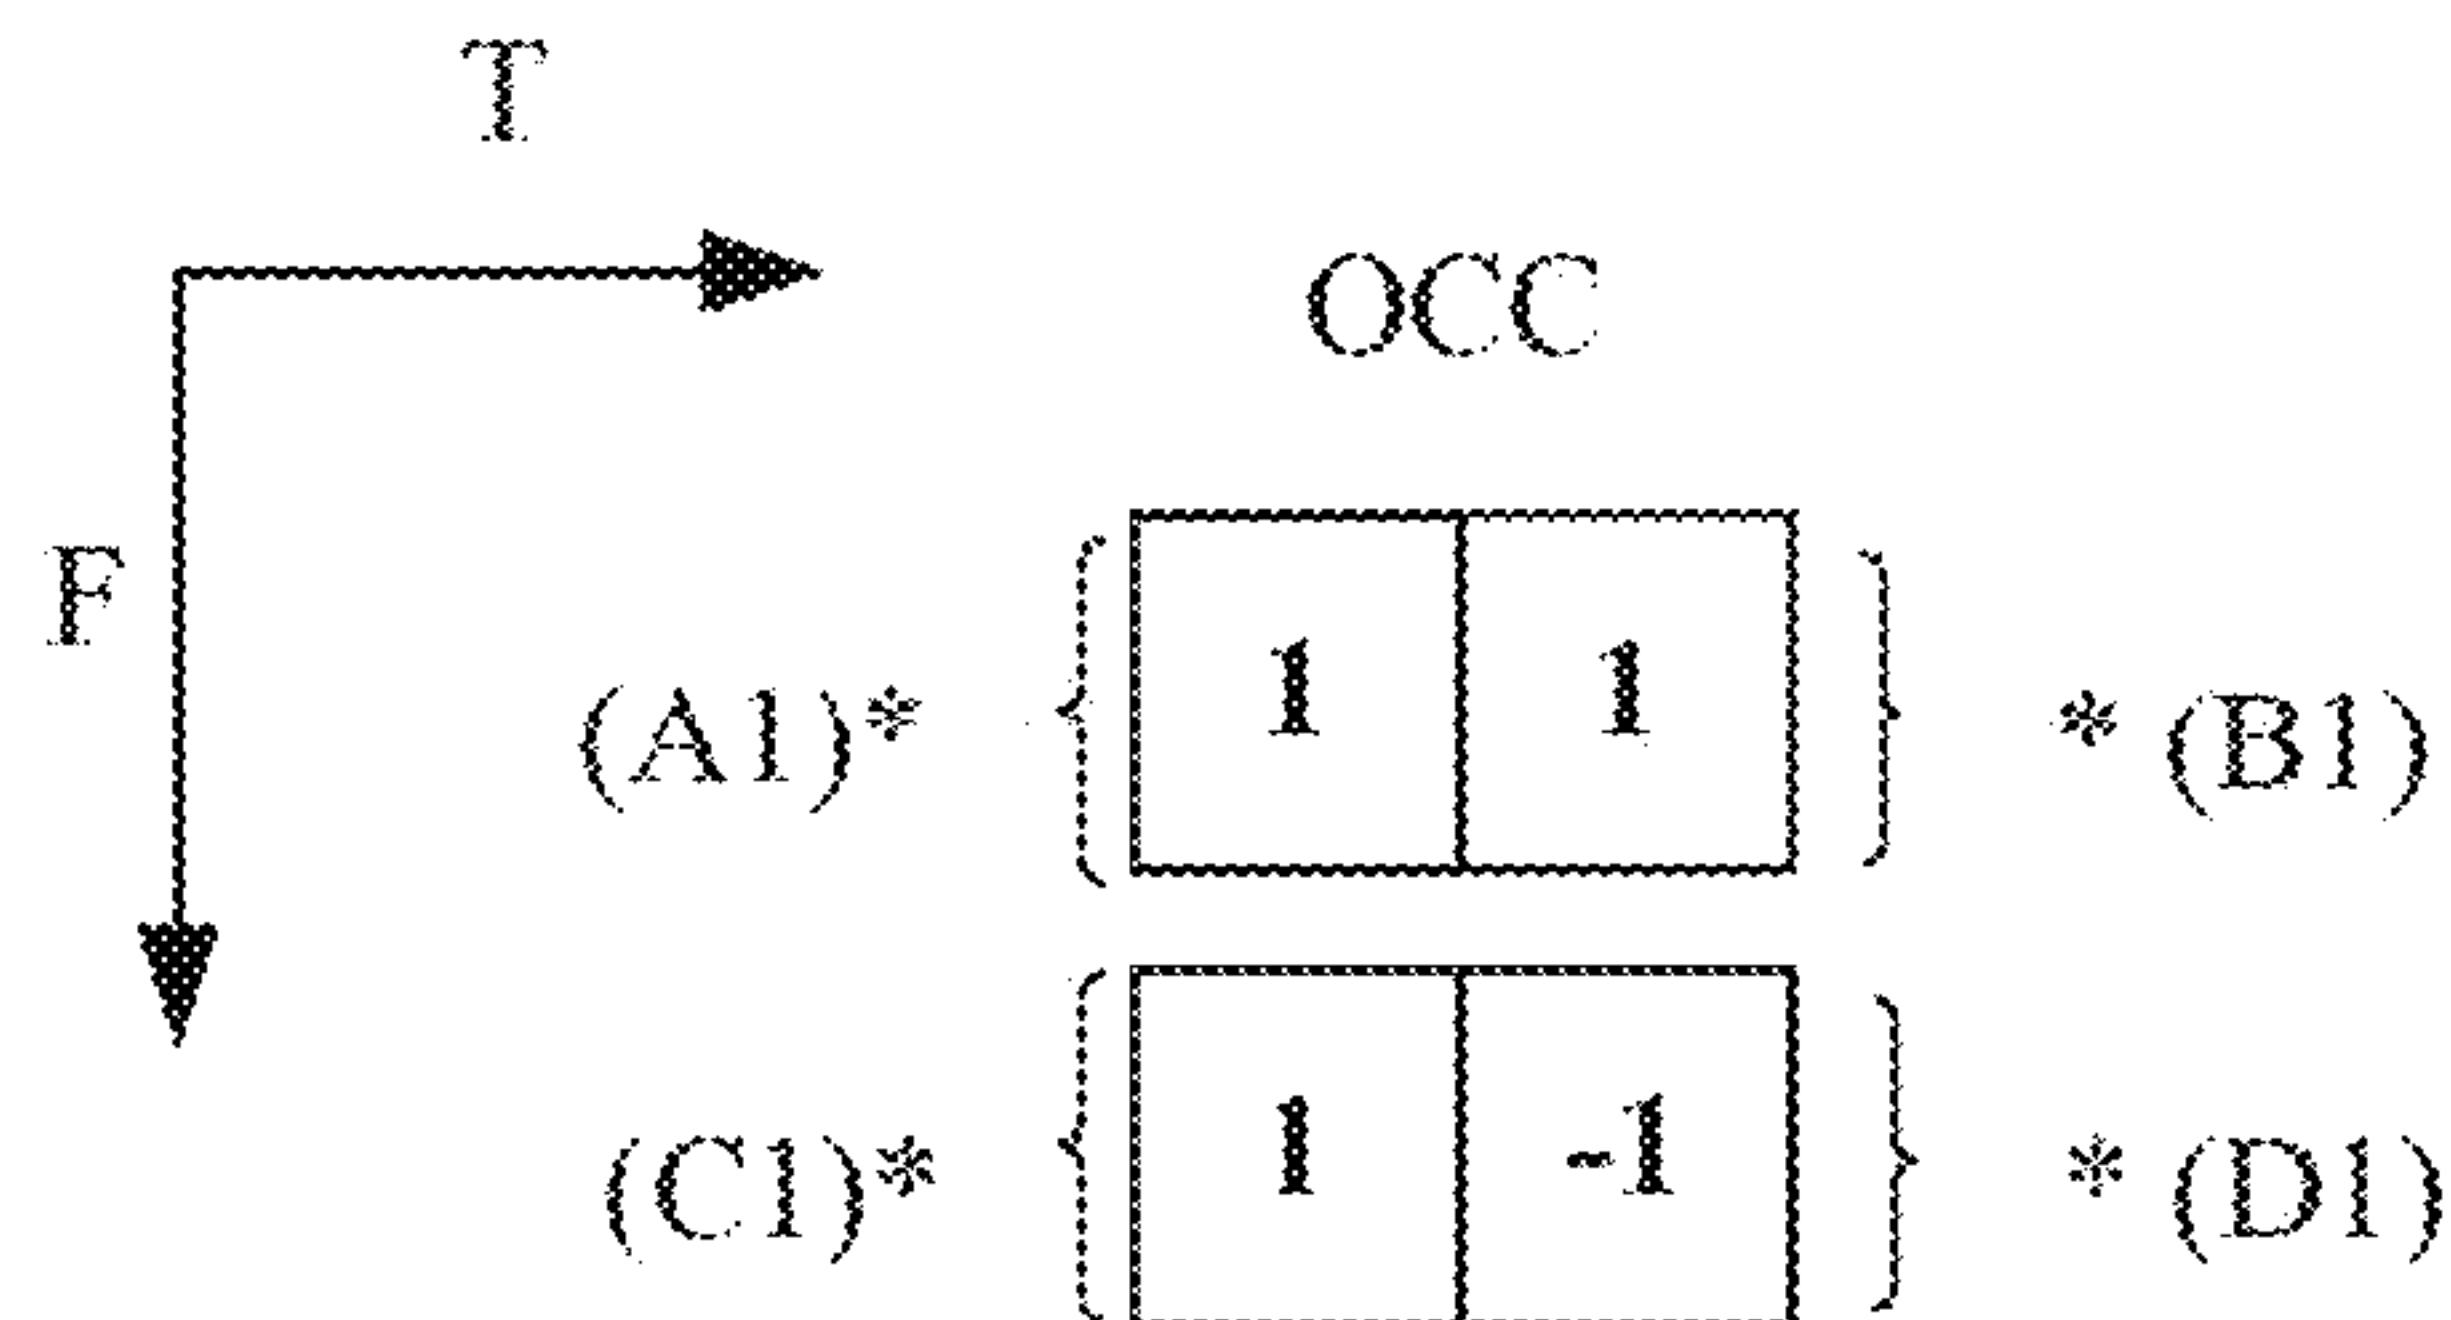 T
OCC
F
(A1)* { 1 1 } * (B1)
(C1)* { 1 -1 } * (D1)